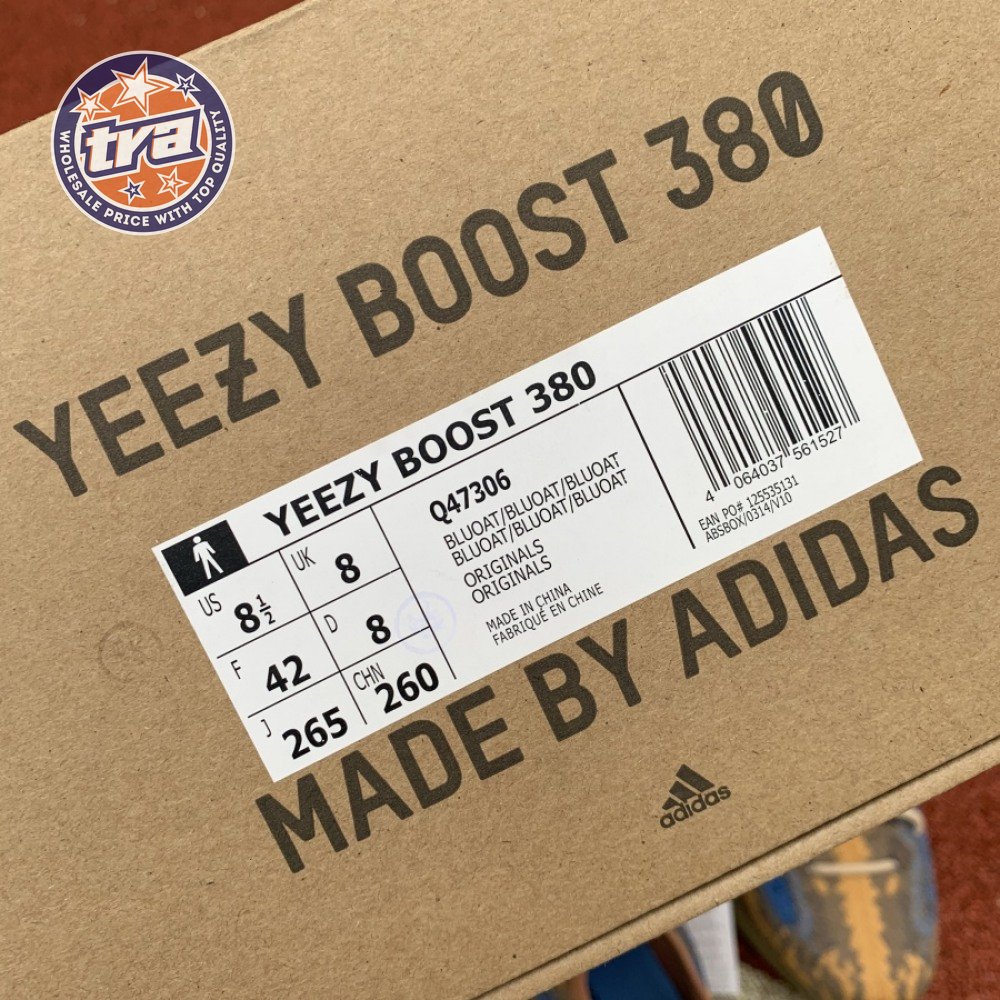 tra
WHOLESALE PRICE WITH TOP QUALITY
YEEZY BOOST 380
YEEZY BOOST 380
US 8½
UK 8
F 42
D 8
J 265
CHN 260
Q47306
BLUOAT/BLUOAT/BLUOAT
BLUOAT/BLUOAT/BLUOAT
ORIGINALS
ORIGINALS
MADE IN CHINA
FABRIQUÉ EN CHINE
4 064037 561527
EAN PO# 125535131
ABSBOX/0314/V10
MADE BY ADIDAS
adidas